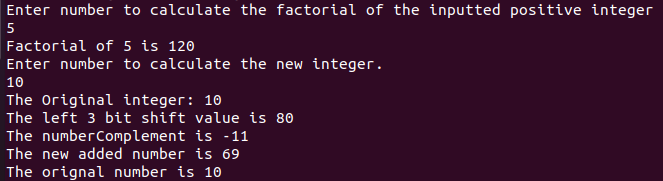 Enter number to calculate the factorial of the inputted positive integer
5
Factorial of 5 is 120
Enter number to calculate the new integer.
10
The Original integer: 10
The left 3 bit shift value is 80
The numberComplement is -11
The new added number is 69
The orignal number is 10